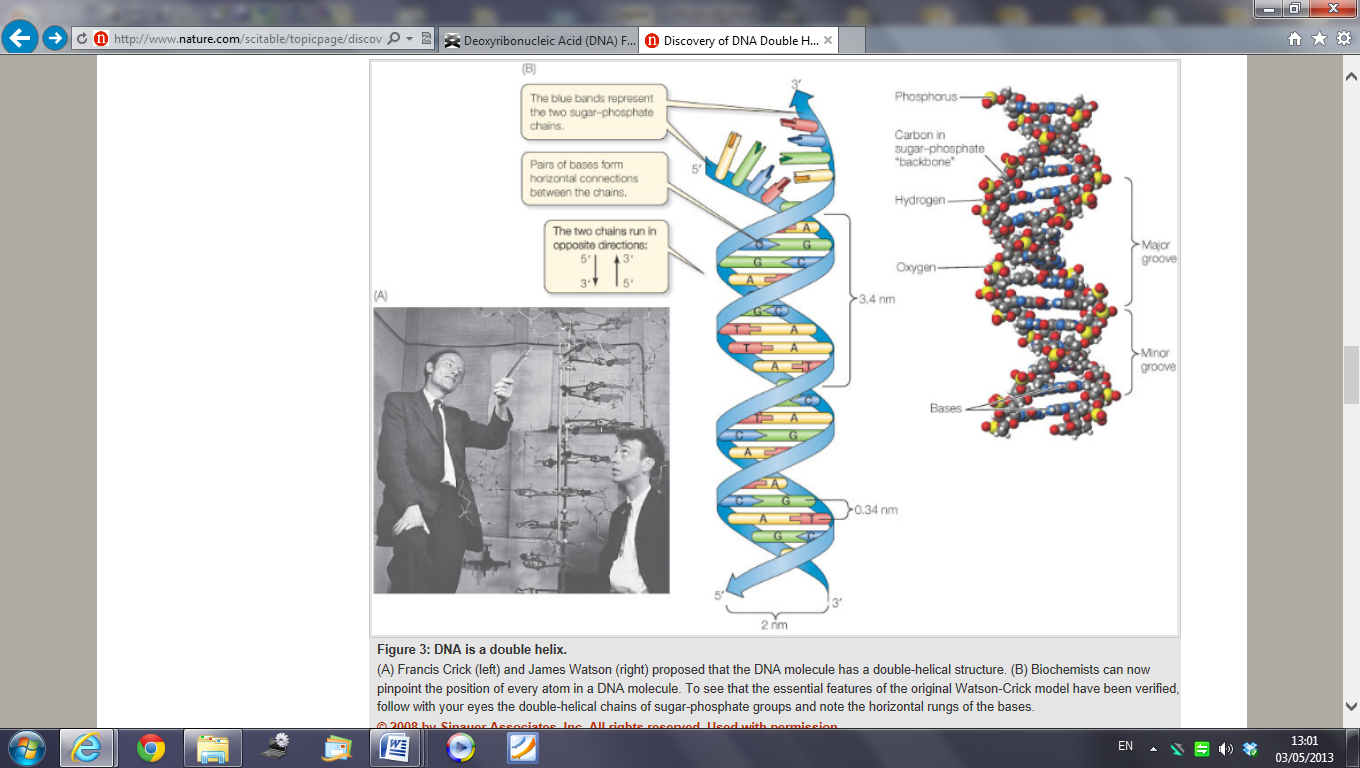 http://www.nature.com/scitable/topicpage/discov
Deoxyribonucleic Acid (DNA) F...
Discovery of DNA Double H...
(B)
The blue bands represent
the two sugar–phosphate
chains.
Pairs of bases form
horizontal connections
between the chains.
The two chains run in
opposite directions:
5′ 3′
3′ 5′
(A)
3′
5′
A
C G
G C
A
G C
T A
T A
A T
C
T A
C G
A
A
C G
A T
G C
3.4 nm
0.34 nm
5′ 3′
2 nm
Phosphorus
Carbon in
sugar–phosphate
"backbone"
Hydrogen
Oxygen
Bases
Major
groove
Minor
groove
Figure 3: DNA is a double helix.
(A) Francis Crick (left) and James Watson (right) proposed that the DNA molecule has a double-helical structure. (B) Biochemists can now
pinpoint the position of every atom in a DNA molecule. To see that the essential features of the original Watson-Crick model have been verified,
follow with your eyes the double-helical chains of sugar-phosphate groups and note the horizontal rungs of the bases.
© 2008 by Sinauer Associates, Inc. All rights reserved. Used with permission.
EN
13:01
03/05/2013